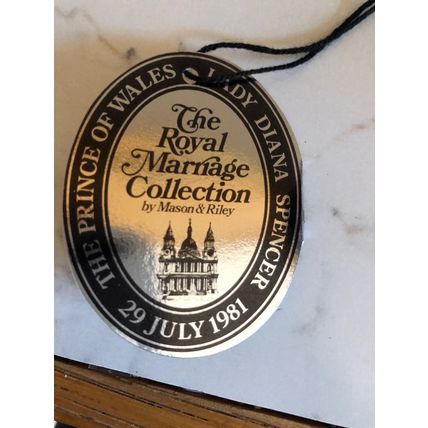 THE PRINCE OF WALES LADY DIANA SPENCER
The
Royal
Marriage
Collection
by Mason & Riley
29 JULY 1981